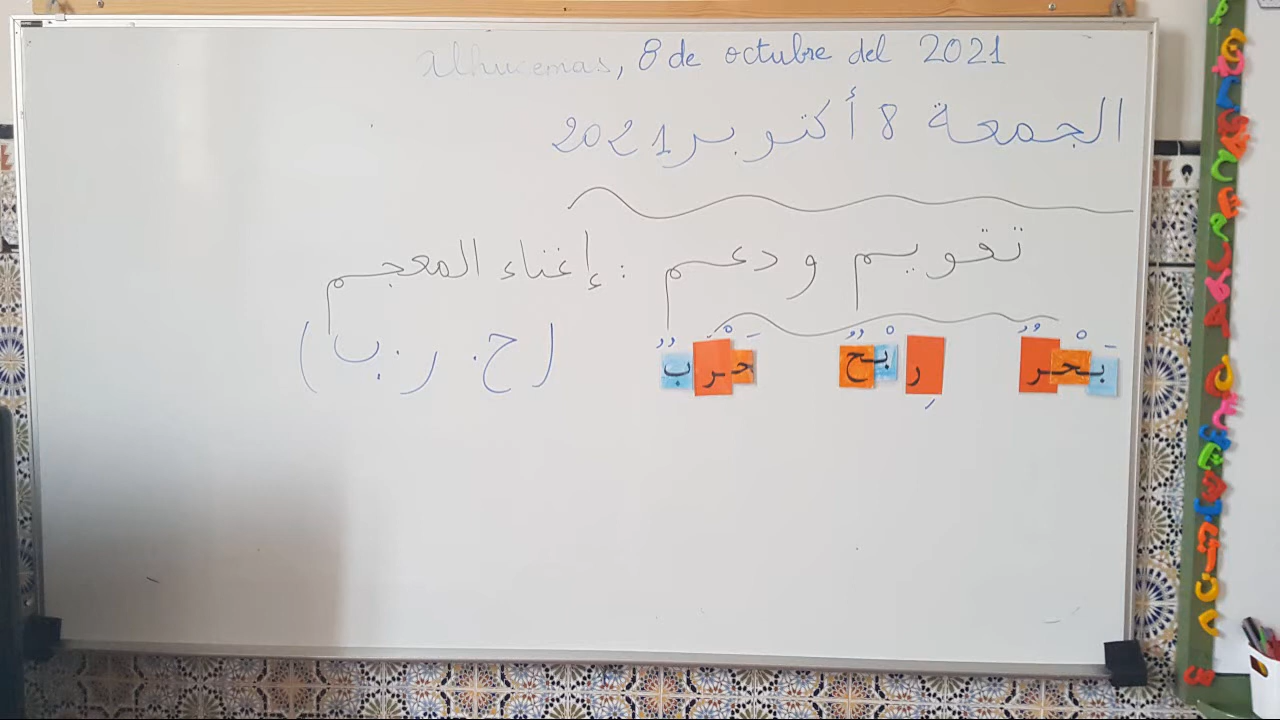 Alhucemas, 8 de octubre del 2021
الجمعة 8 أكتوبر 2021
تقويم ودعم : إغناء المعجم
بَحْرٌ رِبْحٌ حَرْبٌ (ح. ر. ب)